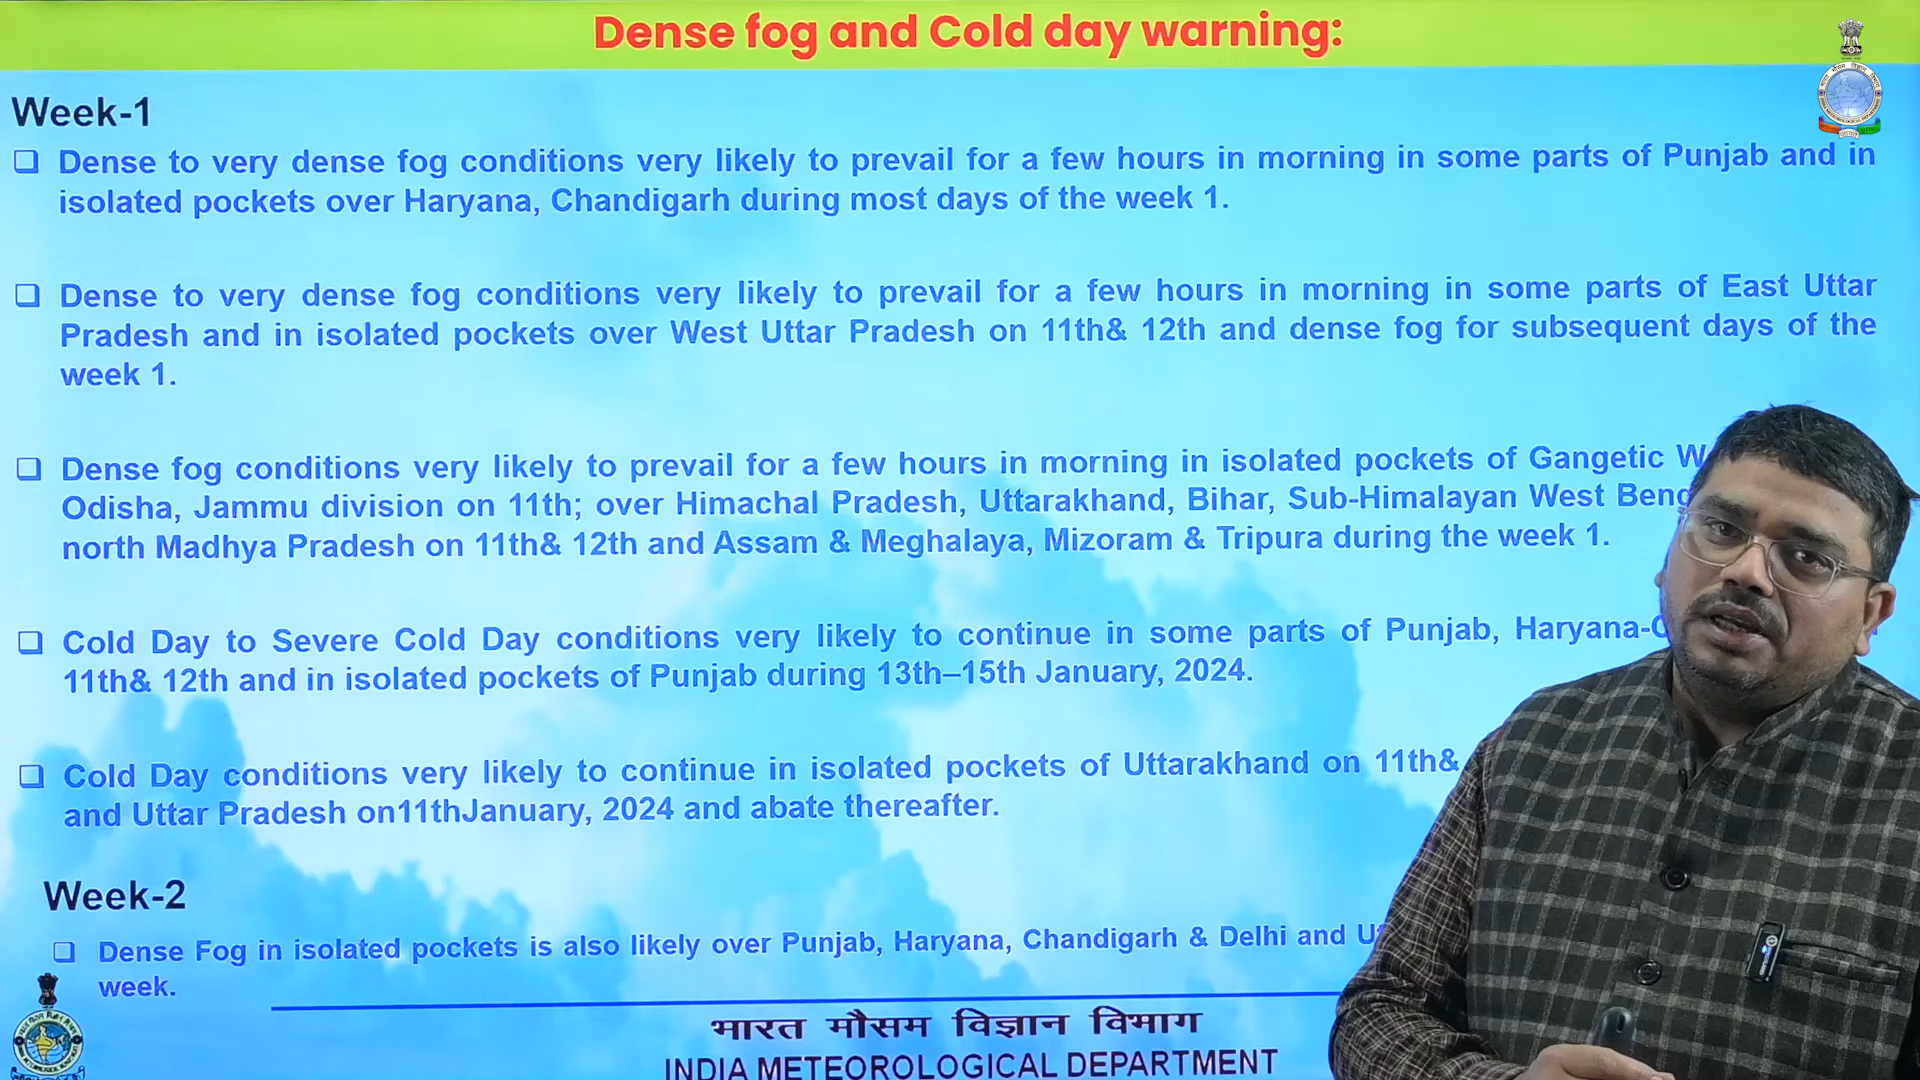 Dense fog and Cold day warning:
Week-1
❑ Dense to very dense fog conditions very likely to prevail for a few hours in morning in some parts of Punjab and in
isolated pockets over Haryana, Chandigarh during most days of the week 1.
❑ Dense to very dense fog conditions very likely to prevail for a few hours in morning in some parts of East Uttar
Pradesh and in isolated pockets over West Uttar Pradesh on 11th& 12th and dense fog for subsequent days of the
week 1.
❑ Dense fog conditions very likely to prevail for a few hours in morning in isolated pockets of Gangetic
Odisha, Jammu division on 11th; over Himachal Pradesh, Uttarakhand, Bihar, Sub-Himalayan West
north Madhya Pradesh on 11th& 12th and Assam & Meghalaya, Mizoram & Tripura during the week 1.
❑ Cold Day to Severe Cold Day conditions very likely to continue in some parts of Punjab, Haryana-
11th& 12th and in isolated pockets of Punjab during 13th–15th January, 2024.
❑ Cold Day conditions very likely to continue in isolated pockets of Uttarakhand on 11th&
and Uttar Pradesh on11thJanuary, 2024 and abate thereafter.
Week-2
❑ Dense Fog in isolated pockets is also likely over Punjab, Haryana, Chandigarh & Delhi and
week.
भारत मौसम विज्ञान विभाग
INDIA METEOROLOGICAL DEPARTMENT